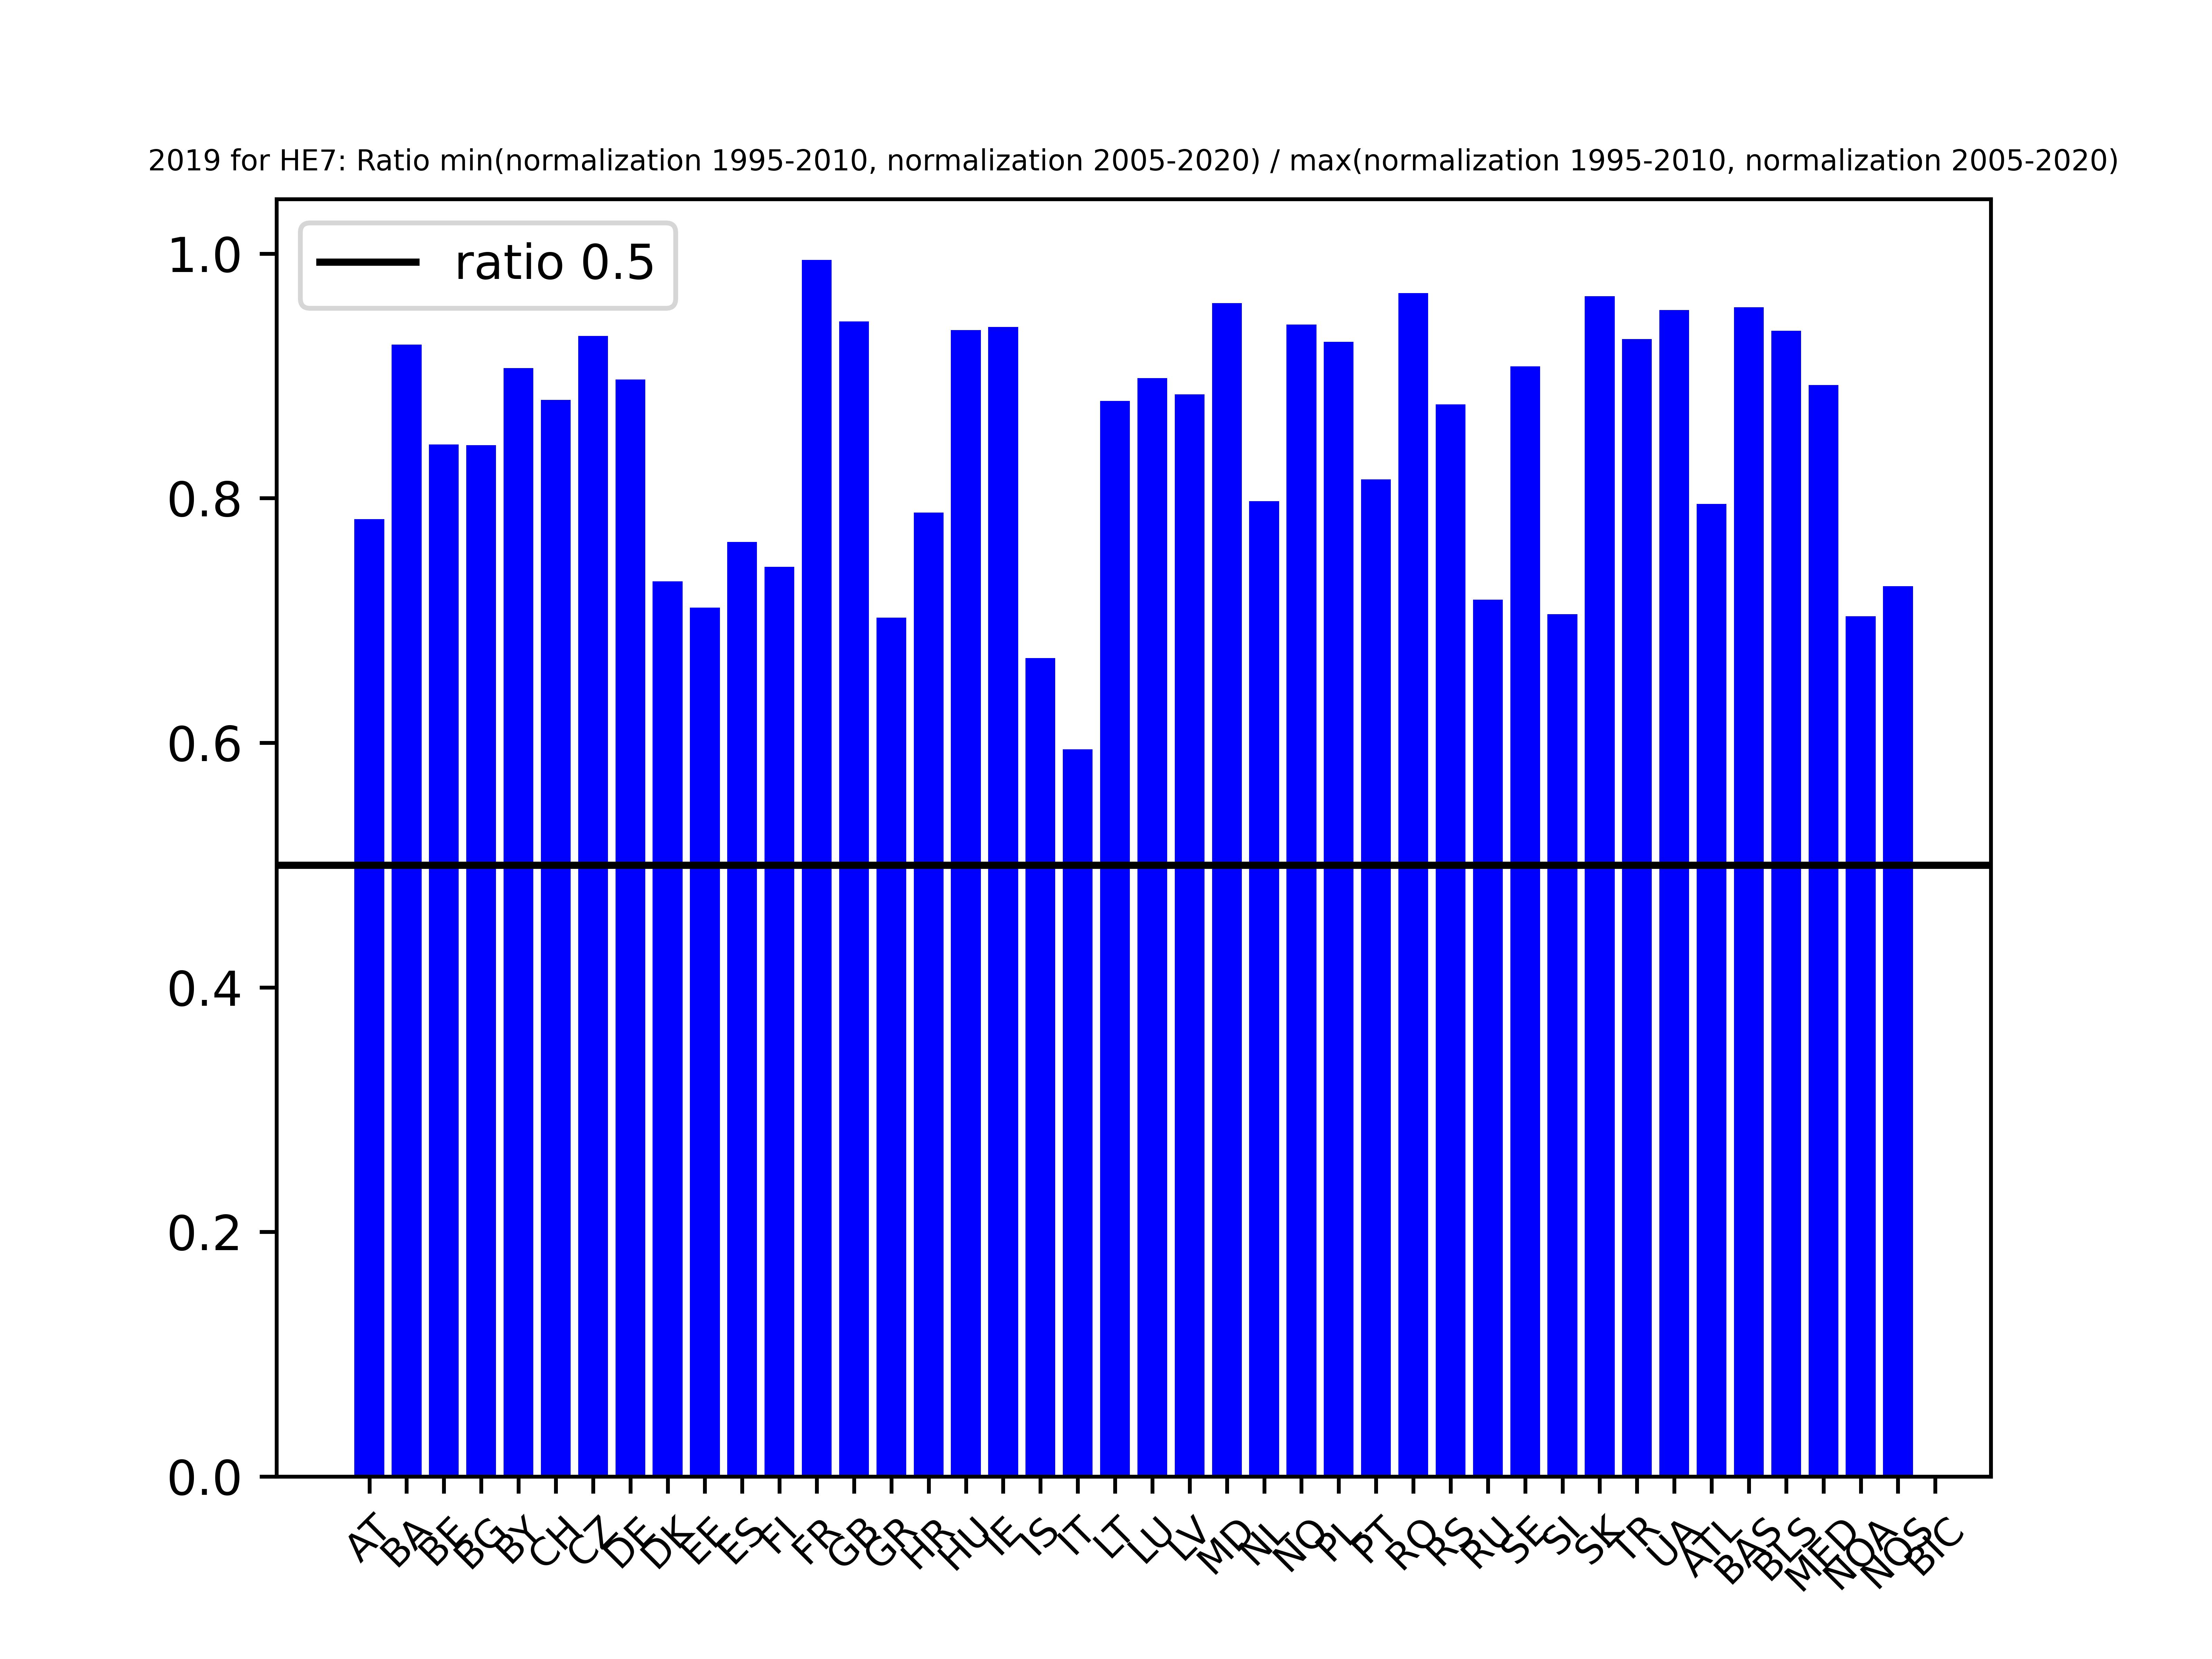 2019 for HE7: Ratio min(normalization 1995-2010, normalization 2005-2020) / max(normalization 1995-2010, normalization 2005-2020)
ratio 0.5
1.0
0.8
0.6
0.4
0.2
0.0
AT BA BE BG BY CH CZ DE DK EE ES FI FR GB GR HR HU IE IS IT LT LU LV MD NL NO PL PT RO RS RU SE SI SK TR UA ATL BAS BLS MED NOA NOS BIC